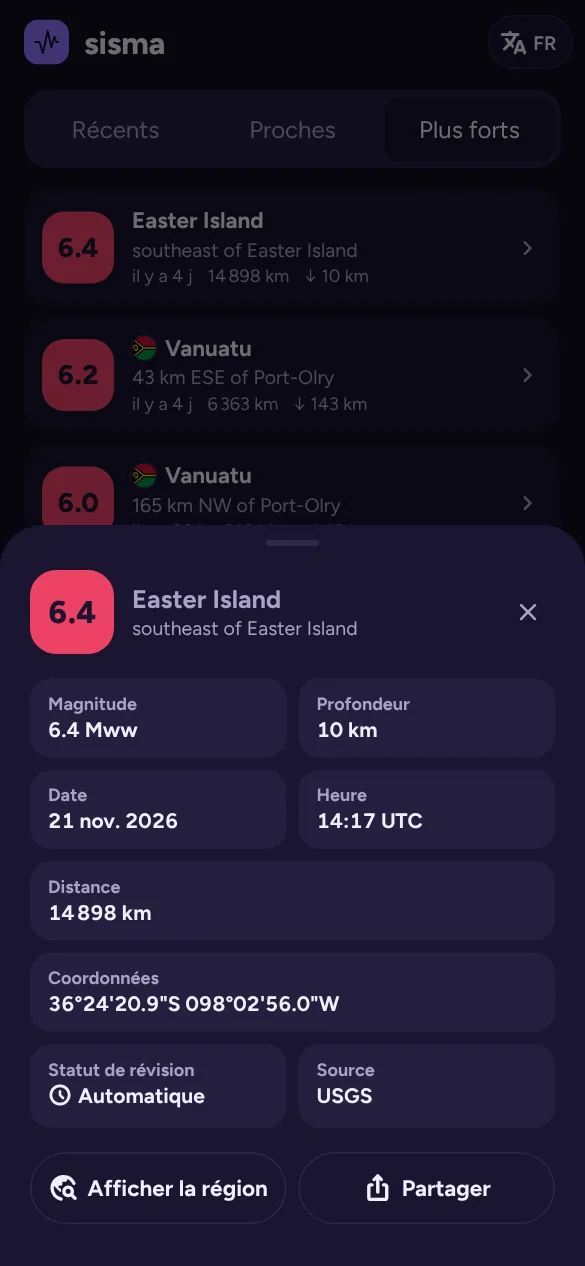 sisma
FR
Récents
Proches
Plus forts
6.4
Easter Island
southeast of Easter Island
il y a 4 j 14 898 km ↓ 10 km
6.2
Vanuatu
43 km ESE of Port-Olry
il y a 4 j 6 363 km ↓ 143 km
6.0
Vanuatu
165 km NW of Port-Olry
6.4
Easter Island
southeast of Easter Island
Magnitude
6.4 Mww
Profondeur
10 km
Date
21 nov. 2026
Heure
14:17 UTC
Distance
14 898 km
Coordonnées
36°24'20.9"S 098°02'56.0"W
Statut de révision
Automatique
Source
USGS
Afficher la région
Partager